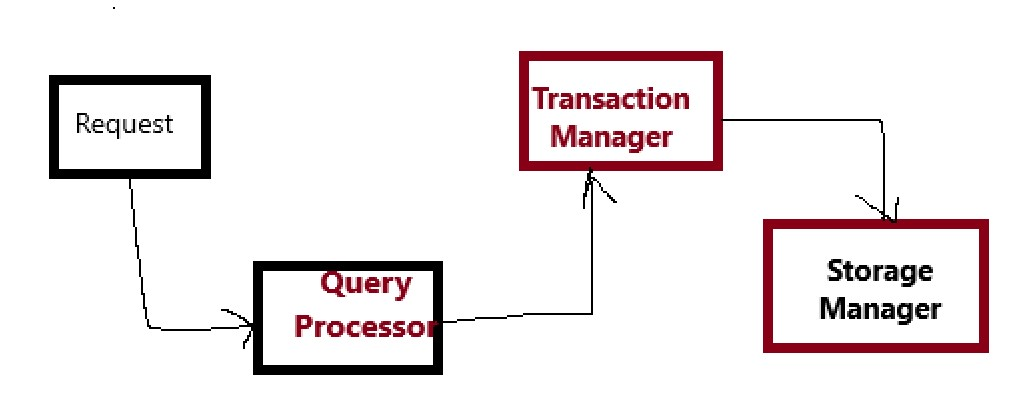 Request
Query
Processor
Transaction
Manager
Storage
Manager